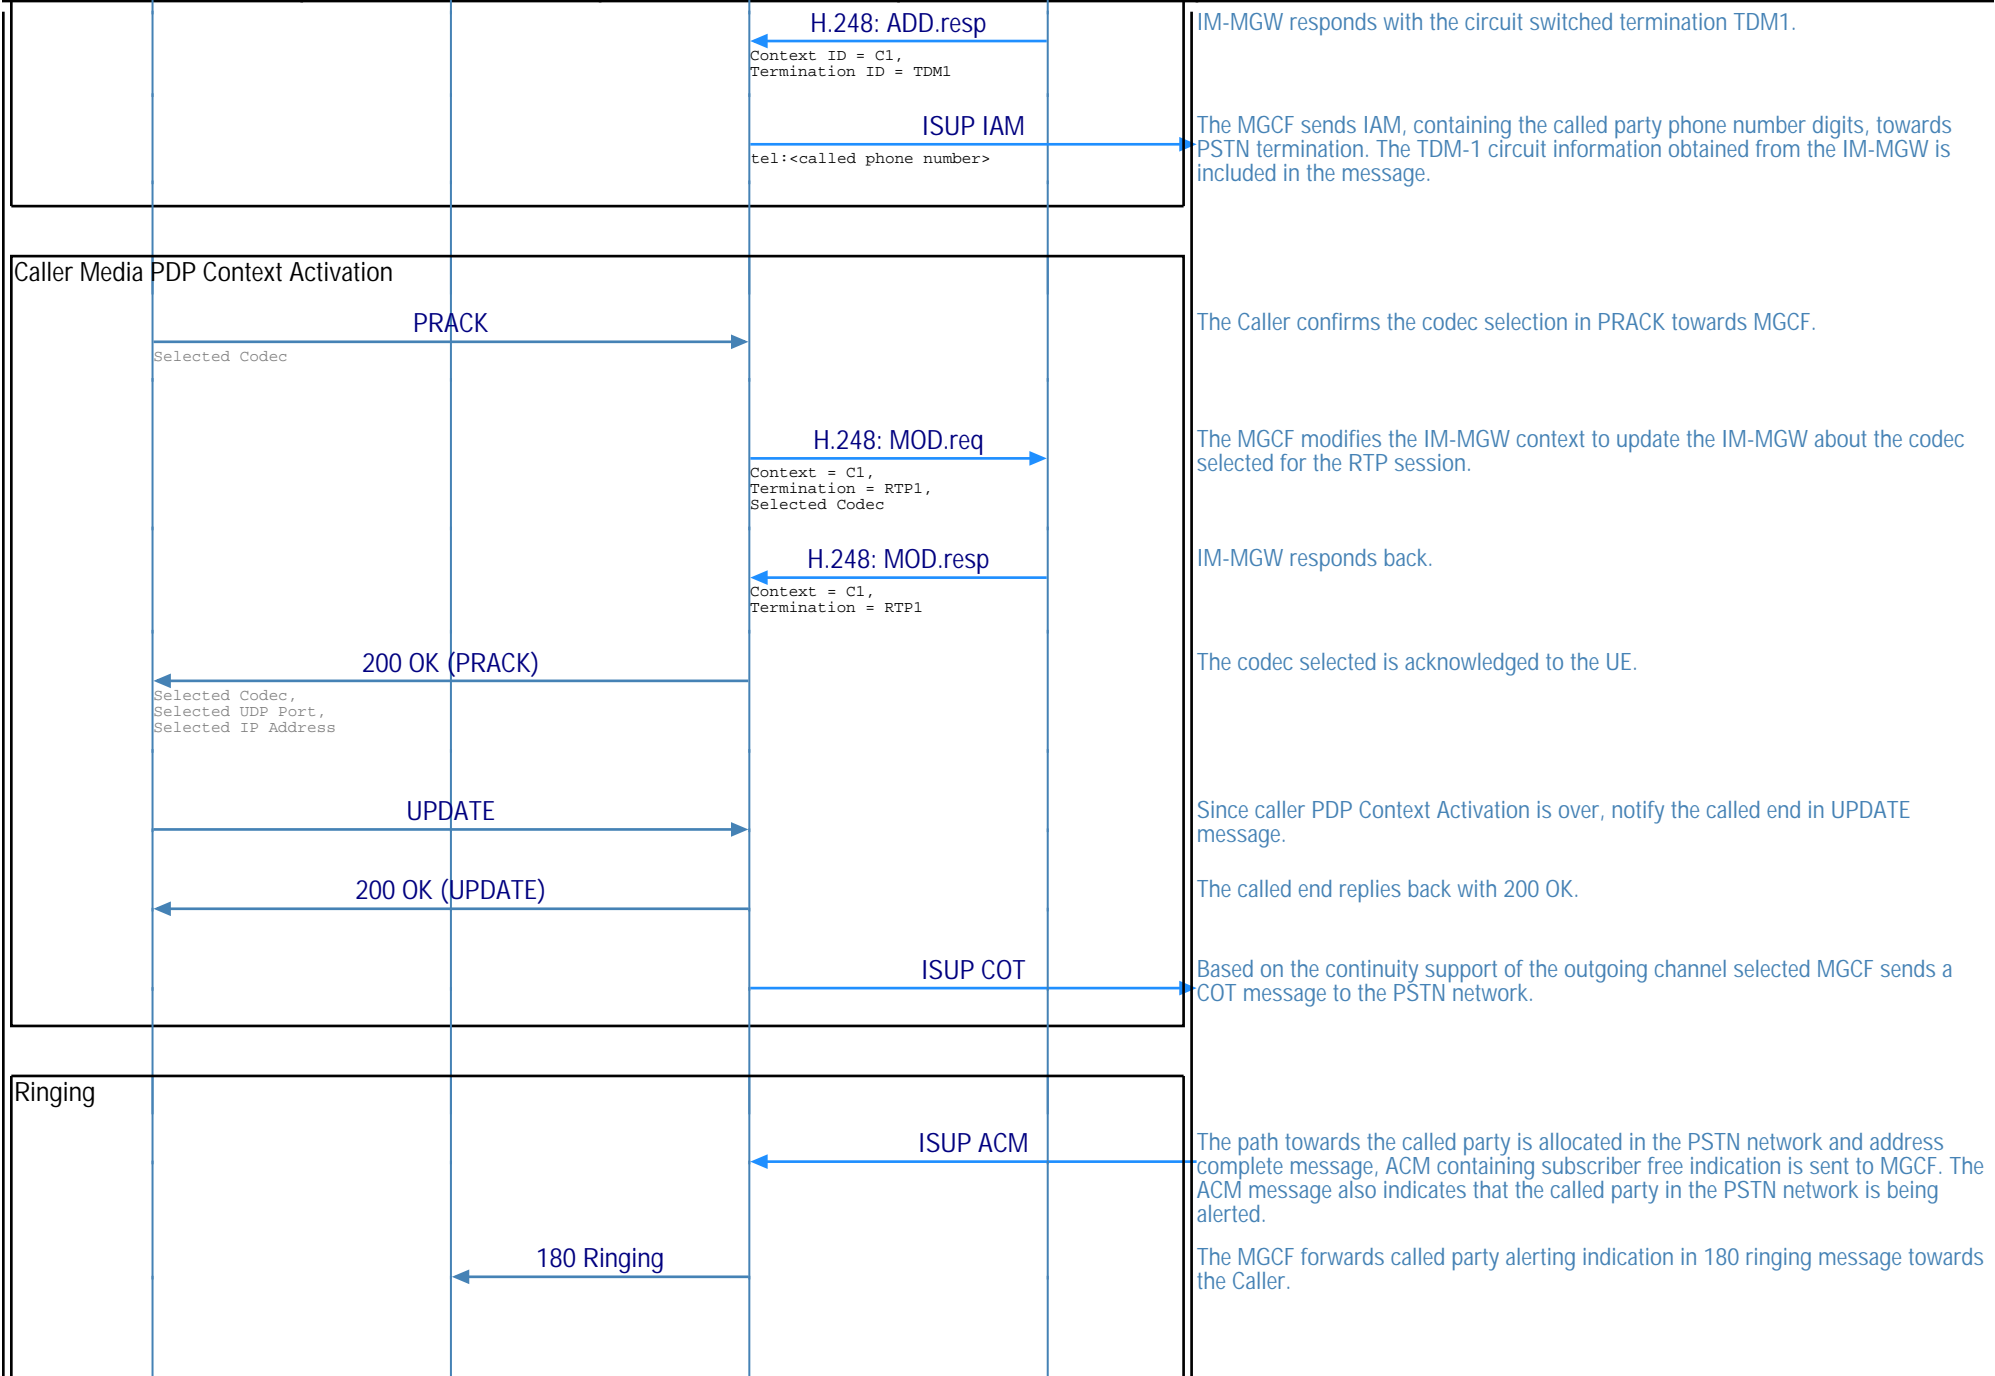 H.248: ADD.resp
IM-MGW responds with the circuit switched termination TDM1.
Context ID = C1,
Termination ID = TDM1
ISUP IAM
The MGCF sends IAM, containing the called party phone number digits, towards
PSTN termination. The TDM-1 circuit information obtained from the IM-MGW is
included in the message.
tel:<called phone number>
Caller Media PDP Context Activation
PRACK
The Caller confirms the codec selection in PRACK towards MGCF.
Selected Codec
H.248: MOD.req
The MGCF modifies the IM-MGW context to update the IM-MGW about the codec
selected for the RTP session.
Context = C1,
Termination = RTP1,
Selected Codec
H.248: MOD.resp
IM-MGW responds back.
Context = C1,
Termination = RTP1
200 OK (PRACK)
The codec selected is acknowledged to the UE.
Selected Codec,
Selected UDP Port,
Selected IP Address
UPDATE
Since caller PDP Context Activation is over, notify the called end in UPDATE
message.
200 OK (UPDATE)
The called end replies back with 200 OK.
ISUP COT
Based on the continuity support of the outgoing channel selected MGCF sends a
COT message to the PSTN network.
Ringing
ISUP ACM
The path towards the called party is allocated in the PSTN network and address
complete message, ACM containing subscriber free indication is sent to MGCF. The
ACM message also indicates that the called party in the PSTN network is being
alerted.
180 Ringing
The MGCF forwards called party alerting indication in 180 ringing message towards
the Caller.